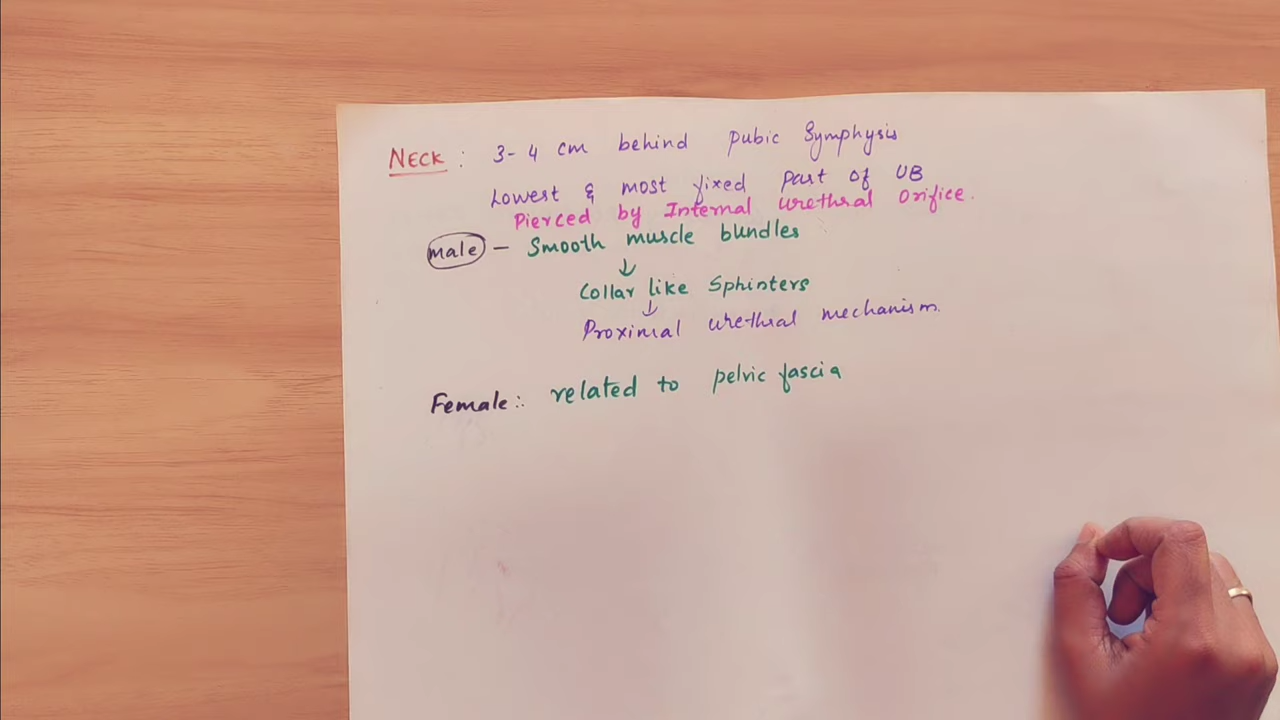 NECK : 3-4 cm behind pubic Symphysis
Lowest & most fixed part of UB
Pierced by Internal urethral Orifice.
male – Smooth muscle bundles
↓
Collar like Sphinters
↓
Proximal urethral mechanism.
Female :- related to pelvic fascia